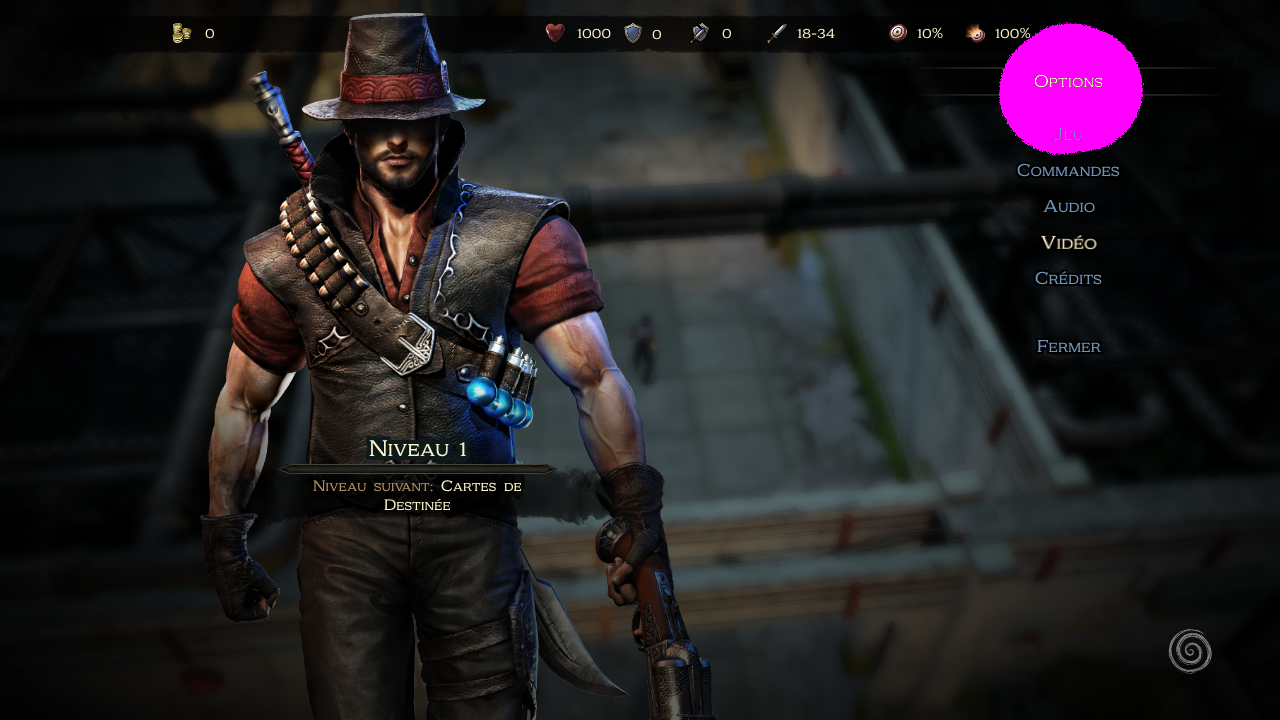 0 1000 0 0 18-34 10% 100%
Options
Jeu
Commandes
Audio
Vidéo
Crédits
Fermer
Niveau 1
Niveau suivant: Cartes de
Destinée